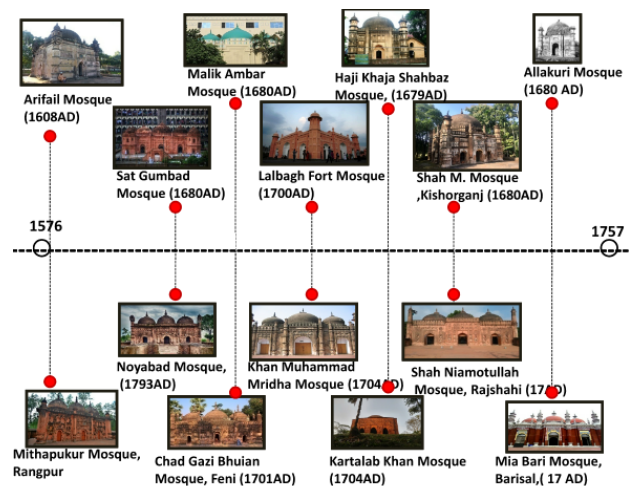 Arifail Mosque
(1608AD)
Malik Ambar
Mosque (1680AD)
Haji Khaja Shahbaz
Mosque, (1679AD)
Allakuri Mosque
(1680 AD)
Sat Gumbad
Mosque (1680AD)
Lalbagh Fort Mosque
(1700AD)
Shah M. Mosque
,Kishorganj (1680AD)
1576
1757
Noyabad Mosque,
(1793AD)
Khan Muhammad
Mridha Mosque (1704AD)
Shah Niamotullah
Mosque, Rajshahi (17AD)
Mithapukur Mosque,
Rangpur
Chad Gazi Bhuian
Mosque, Feni (1701AD)
Kartalab Khan Mosque
(1704AD)
Mia Bari Mosque,
Barisal,( 17 AD)